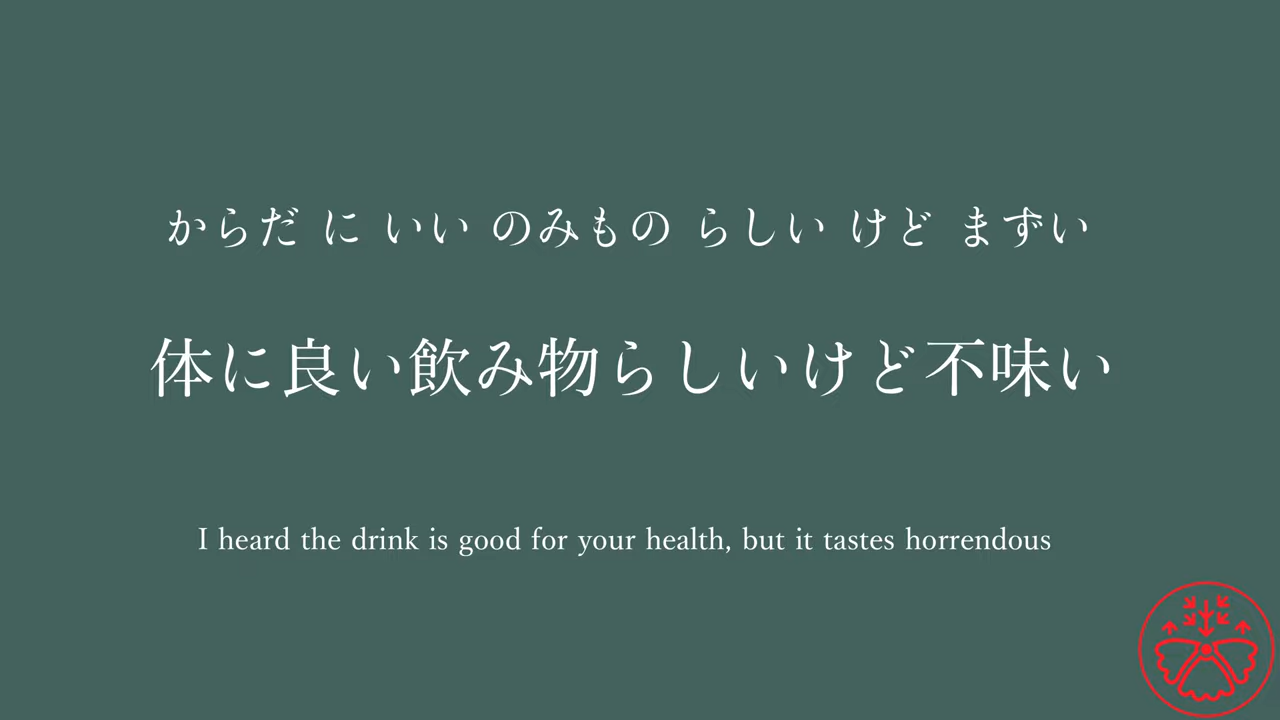 からだ に いい のみもの らしい けど まずい
体に良い飲み物らしいけど不味い
I heard the drink is good for your health, but it tastes horrendous